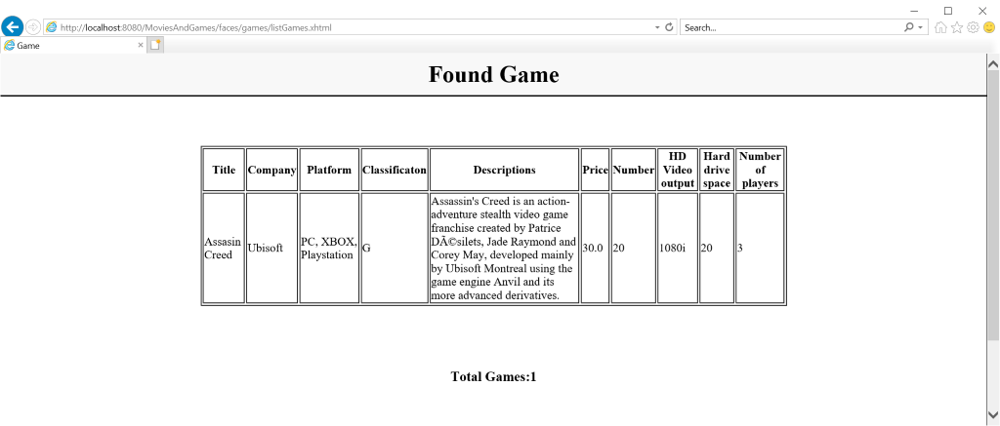 http://localhost:8080/MoviesAndGames/faces/games/listGames.xhtml
Search...
Game
Found Game
Title
Company
Platform
Classificaton
Descriptions
Price
Number
HD
Video
output
Hard
drive
space
Number
of
players
Assasin
Creed
Ubisoft
PC, XBOX,
Playstation
G
Assassin's Creed is an action-
adventure stealth video game
franchise created by Patrice
DÃ©silets, Jade Raymond and
Corey May, developed mainly
by Ubisoft Montreal using the
game engine Anvil and its
more advanced derivatives.
30.0
20
1080i
20
3
Total Games:1